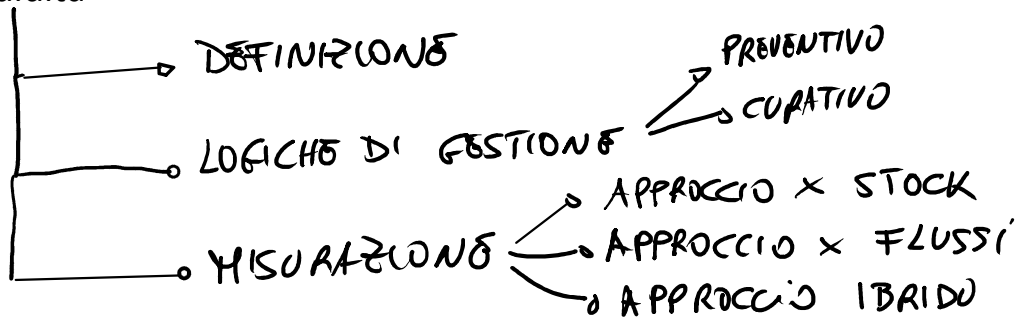 DEFINIZIONE
LOGICHE DI GESTIONE
PREVENTIVO
CURATIVO
MISURAZIONE
APPROCCIO × STOCK
APPROCCIO × FLUSSI
APPROCCIO IBRIDO